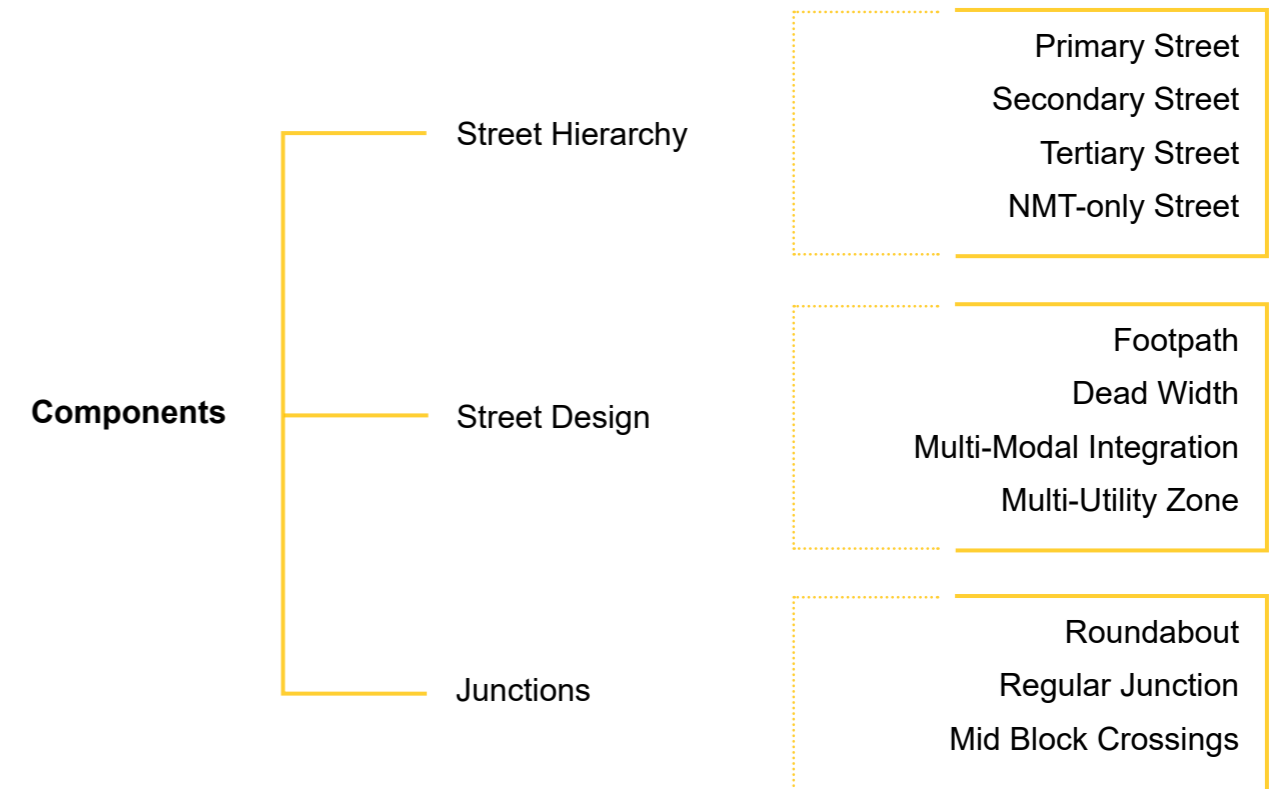 Components
Street Hierarchy
Primary Street
Secondary Street
Tertiary Street
NMT-only Street
Street Design
Footpath
Dead Width
Multi-Modal Integration
Multi-Utility Zone
Junctions
Roundabout
Regular Junction
Mid Block Crossings